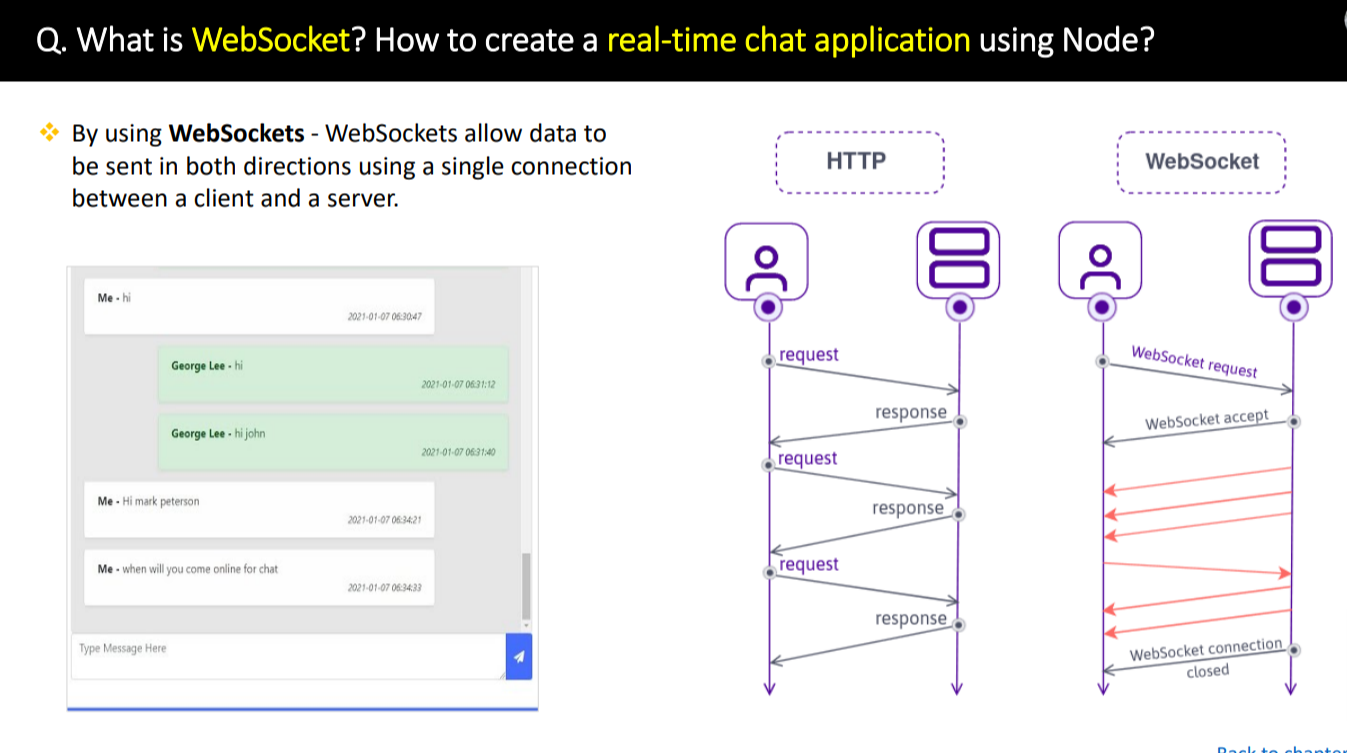 Q. What is WebSocket? How to create a real-time chat application using Node?
❖ By using WebSockets - WebSockets allow data to
be sent in both directions using a single connection
between a client and a server.
Me - hi
2021-01-07 06:30:47
George Lee - hi
2021-01-07 06:31:12
George Lee - hi john
2021-01-07 06:31:40
Me - Hi mark peterson
2021-01-07 06:34:21
Me - when will you come online for chat
2021-01-07 06:34:33
Type Message Here
HTTP
request
response
request
response
request
response
WebSocket
WebSocket request
WebSocket accept
WebSocket connection
closed
Back to chapter